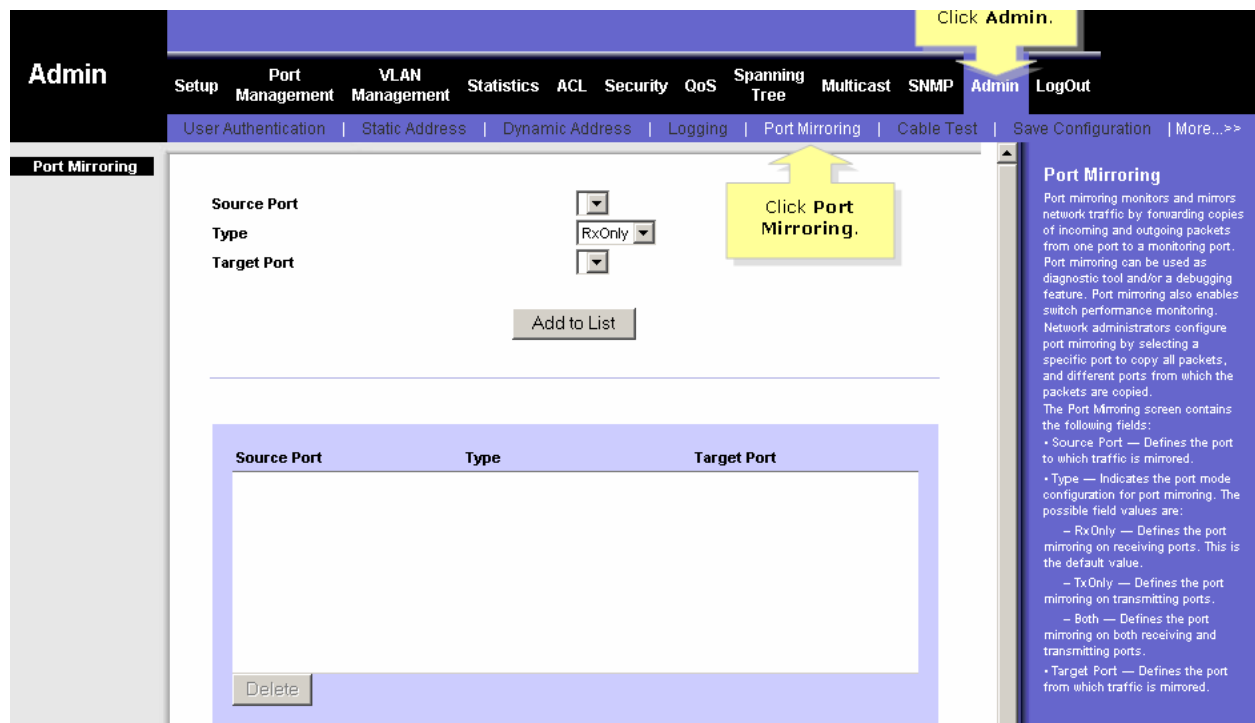 Click Admin.
Admin
Setup Port Management VLAN Management Statistics ACL Security QoS Spanning Tree Multicast SNMP Admin LogOut
User Authentication | Static Address | Dynamic Address | Logging | Port Mirroring | Cable Test | Save Configuration | More...>>
Port Mirroring
Source Port
Type RxOnly
Target Port
Click Port
Mirroring.
Add to List
Source Port Type Target Port
Delete
Port Mirroring
Port mirroring monitors and mirrors
network traffic by forwarding copies
of incoming and outgoing packets
from one port to a monitoring port.
Port mirroring can be used as
diagnostic tool and/or a debugging
feature. Port mirroring also enables
switch performance monitoring.
Network administrators configure
port mirroring by selecting a
specific port to copy all packets,
and different ports from which the
packets are copied.
The Port Mirroring screen contains
the following fields:
• Source Port — Defines the port
to which traffic is mirrored.
• Type — Indicates the port mode
configuration for port mirroring. The
possible field values are:
– RxOnly — Defines the port
mirroring on receiving ports. This is
the default value.
– TxOnly — Defines the port
mirroring on transmitting ports.
– Both — Defines the port
mirroring on both receiving and
transmitting ports.
• Target Port — Defines the port
from which traffic is mirrored.